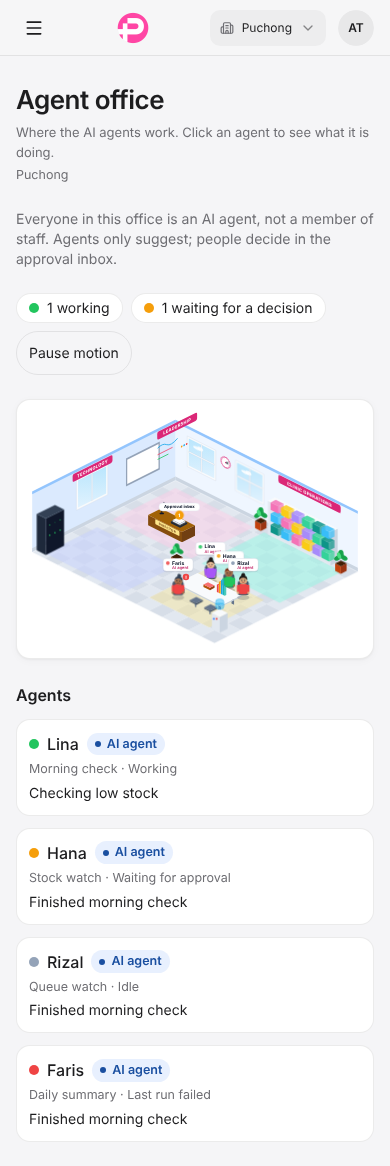 Puchong
AT
Agent office
Where the AI agents work. Click an agent to see what it is
doing.
Puchong
Everyone in this office is an AI agent, not a member of
staff. Agents only suggest; people decide in the
approval inbox.
1 working
1 waiting for a decision
Pause motion
TECHNOLOGY
LEADERSHIP
CLINIC OPERATIONS
Approval inbox
Lina
Hana
Faris
AI agent
Rizal
AI agent
Agents
Lina
AI agent
Morning check · Working
Checking low stock
Hana
AI agent
Stock watch · Waiting for approval
Finished morning check
Rizal
AI agent
Queue watch · Idle
Finished morning check
Faris
AI agent
Daily summary · Last run failed
Finished morning check